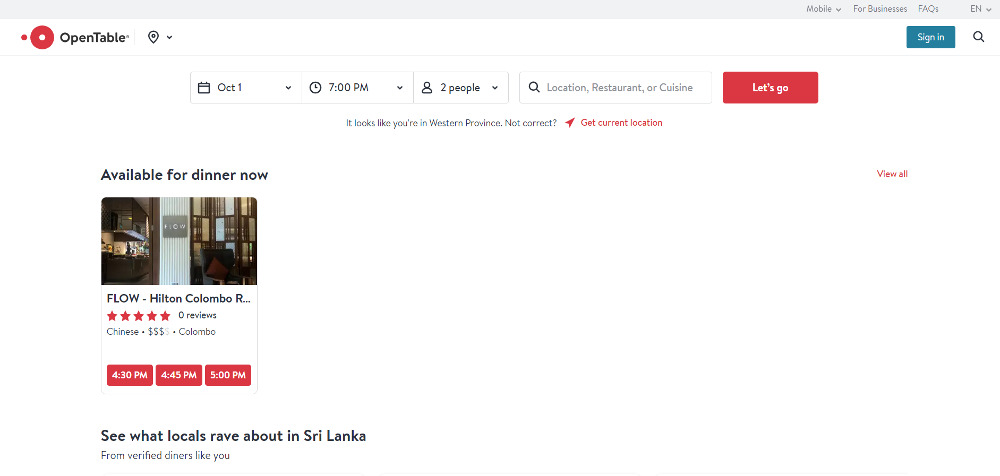 Mobile For Businesses FAQs EN
OpenTable® Sign in
Oct 1 7:00 PM 2 people Location, Restaurant, or Cuisine Let’s go
It looks like you're in Western Province. Not correct? Get current location
Available for dinner now View all
FLOW
FLOW - Hilton Colombo R...
0 reviews
Chinese • $$$$ • Colombo
4:30 PM 4:45 PM 5:00 PM
See what locals rave about in Sri Lanka
From verified diners like you